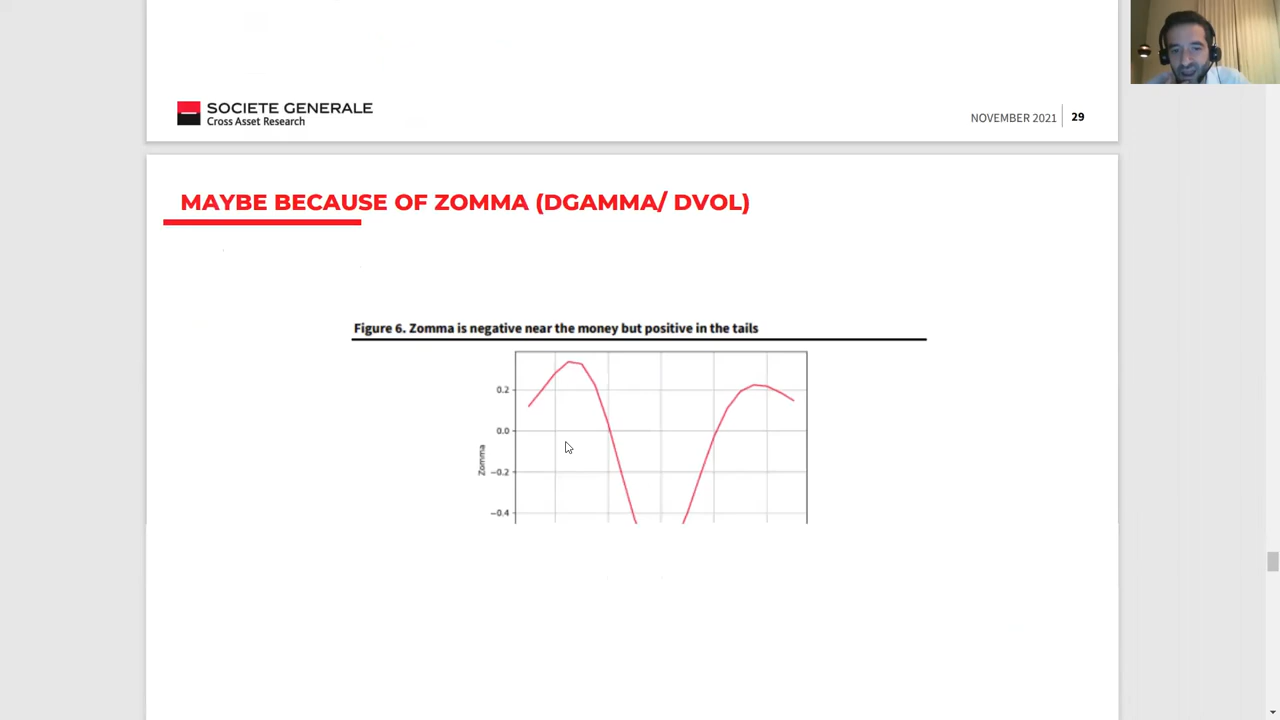 SOCIETE GENERALE
Cross Asset Research
NOVEMBER 2021 29
MAYBE BECAUSE OF ZOMMA (DGAMMA/ DVOL)
Figure 6. Zomma is negative near the money but positive in the tails
0.2
0.0
Zomma
−0.2
−0.4